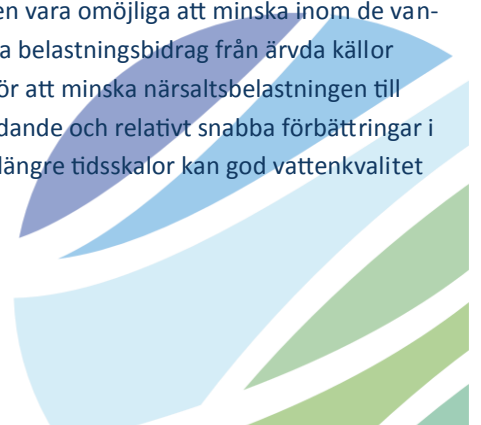 en vara omöjliga att minska inom de van-
a belastningsbidrag från ärvda källor
ör att minska närsaltsbelastningen till
dande och relativt snabba förbättringar i
längre tidsskalor kan god vattenkvalitet